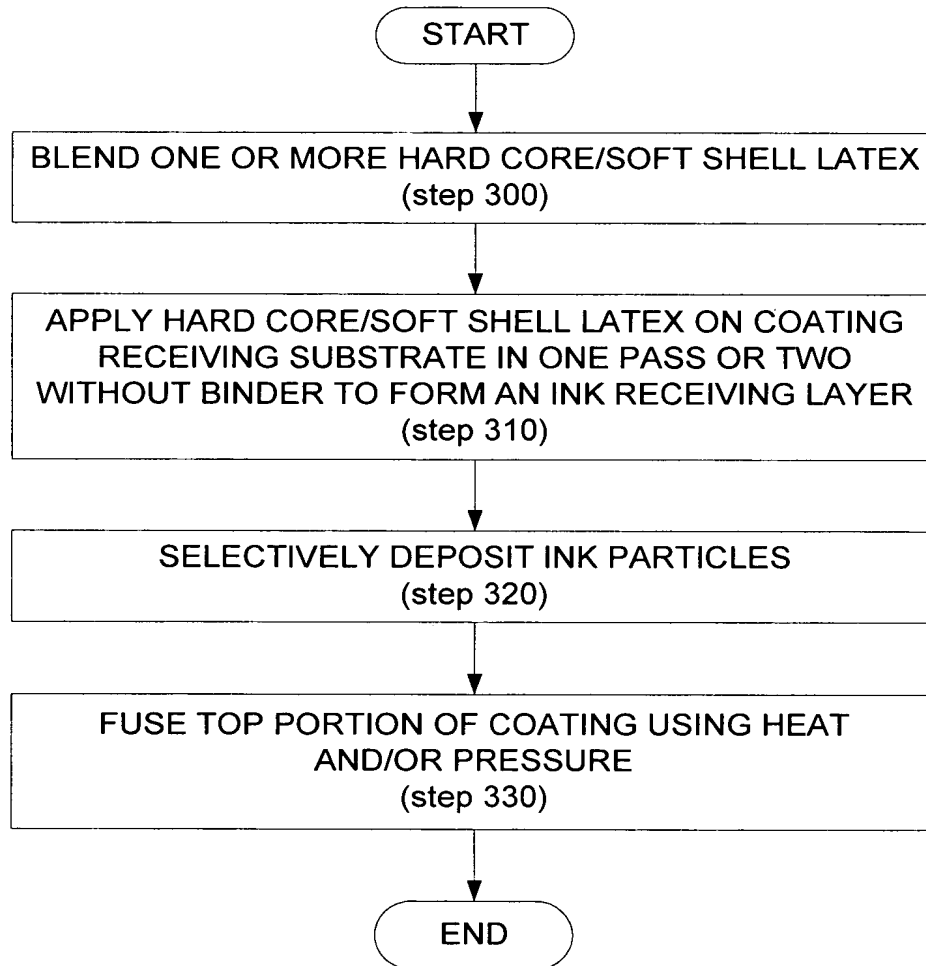 START
BLEND ONE OR MORE HARD CORE/SOFT SHELL LATEX
(step 300)
APPLY HARD CORE/SOFT SHELL LATEX ON COATING
RECEIVING SUBSTRATE IN ONE PASS OR TWO
WITHOUT BINDER TO FORM AN INK RECEIVING LAYER
(step 310)
SELECTIVELY DEPOSIT INK PARTICLES
(step 320)
FUSE TOP PORTION OF COATING USING HEAT
AND/OR PRESSURE
(step 330)
END